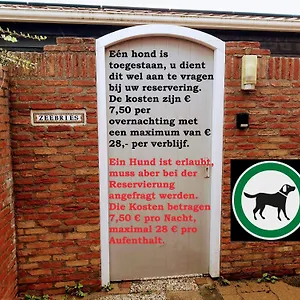 Eén hond is
toegestaan, u dient
dit wel aan te vragen
bij uw reservering.
De kosten zijn €
7,50 per
overnachting met
een maximum van €
28,- per verblijf.
ZEEBRIES
Ein Hund ist erlaubt,
muss aber bei der
Reservierung
angefragt werden.
Die Kosten betragen
7,50 € pro Nacht,
maximal 28 € pro
Aufenthalt.